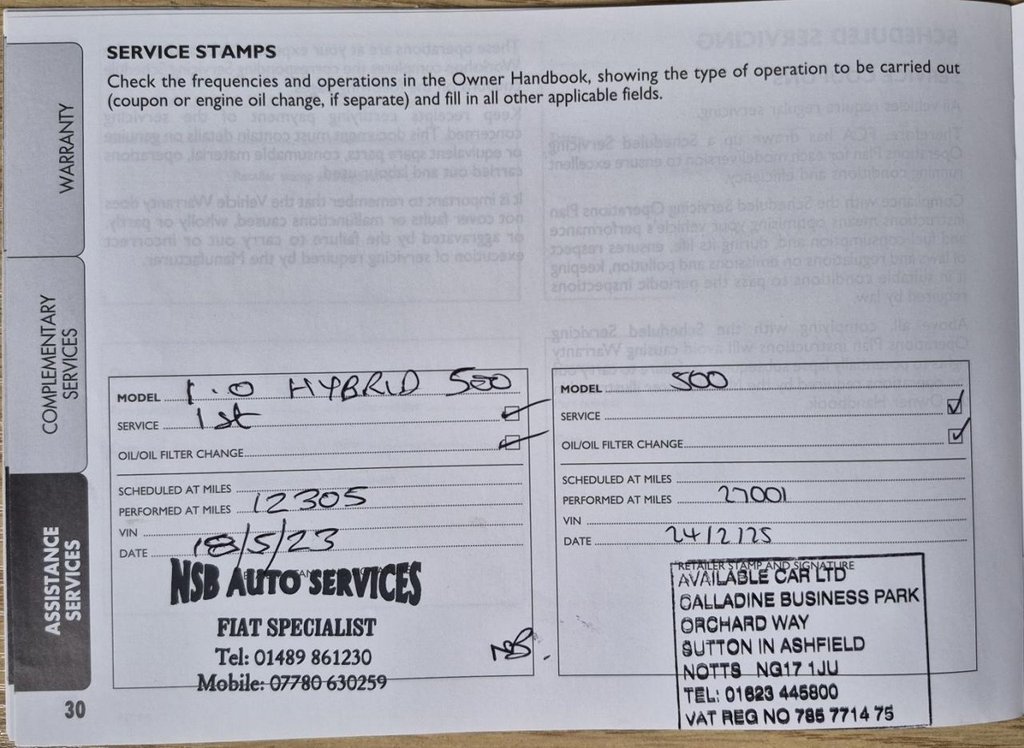 SERVICE STAMPS
Check the frequencies and operations in the Owner Handbook, showing the type of operation to be carried out
(coupon or engine oil change, if separate) and fill in all other applicable fields.
WARRANTY
COMPLEMENTARY
SERVICES
ASSISTANCE
SERVICES
MODEL 1.0 HYBRID 500
SERVICE 1st
OIL/OIL FILTER CHANGE
SCHEDULED AT MILES
PERFORMED AT MILES 12305
VIN
DATE 18/5/23
NSB AUTO SERVICES
FIAT SPECIALIST
Tel: 01489 861230
Mobile: 07780 630259
NSB.
MODEL 500
SERVICE
OIL/OIL FILTER CHANGE
SCHEDULED AT MILES
PERFORMED AT MILES 27001
VIN
DATE 24/2/25
RETAILER STAMP AND SIGNATURE
AVAILABLE CAR LTD
CALLADINE BUSINESS PARK
ORCHARD WAY
SUTTON IN ASHFIELD
NOTTS NG17 1JU
TEL: 01623 445800
VAT REG NO 785 7714 75
30